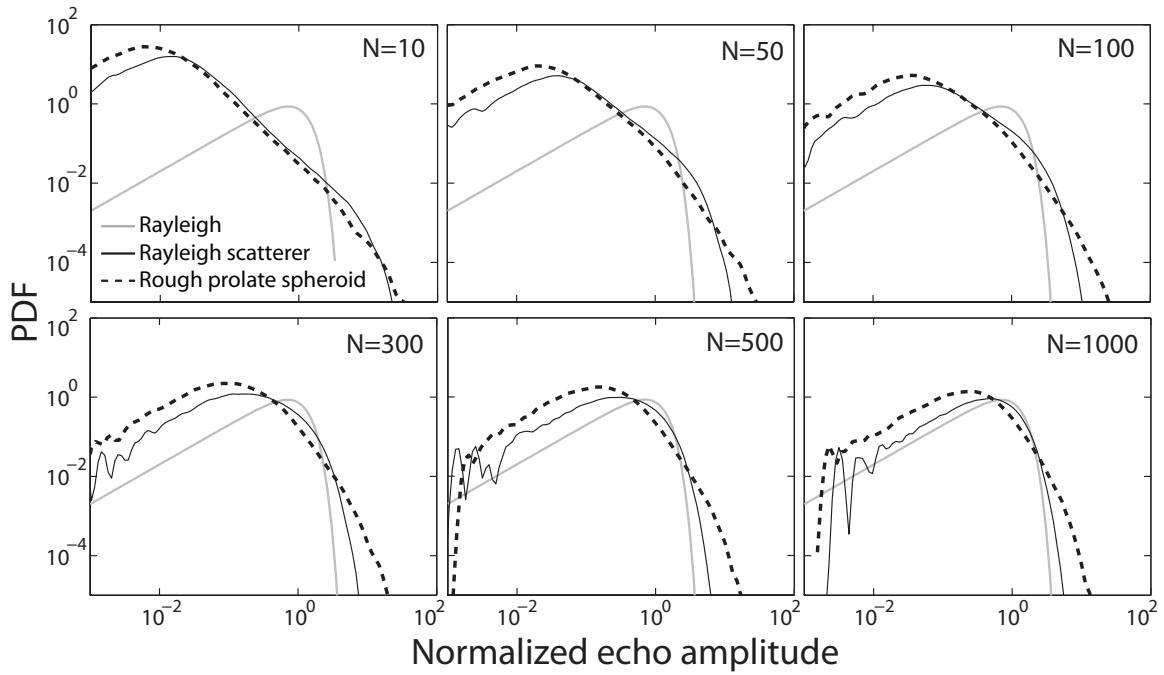 10^2
10^0
10^-2
10^-4
N=10
Rayleigh
Rayleigh scatterer
Rough prolate spheroid
N=50
N=100
PDF
10^2
10^0
10^-2
10^-4
N=300
N=500
N=1000
10^-2 10^0 10^2 10^-2 10^0 10^2 10^-2 10^0 10^2
Normalized echo amplitude